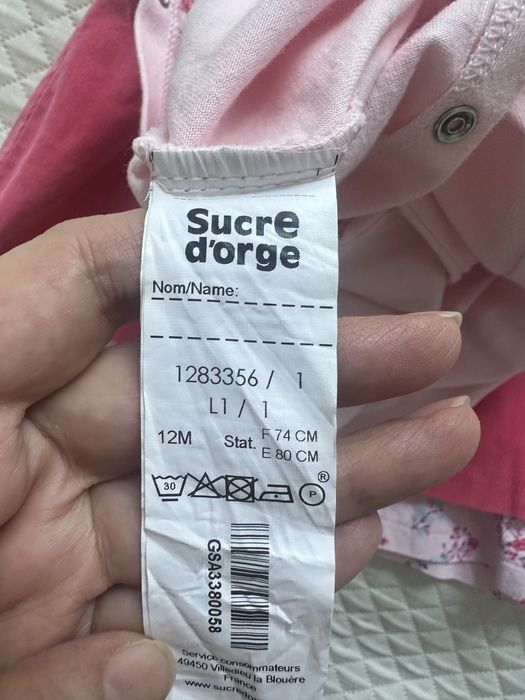 Sucre
d'orge
Nom/Name:
1283356 / 1
L1 / 1
12M Stat. F 74 CM
E 80 CM
30 P ®
GSA3380058
Service consommateurs
49450 Villedieu la Blouère
France